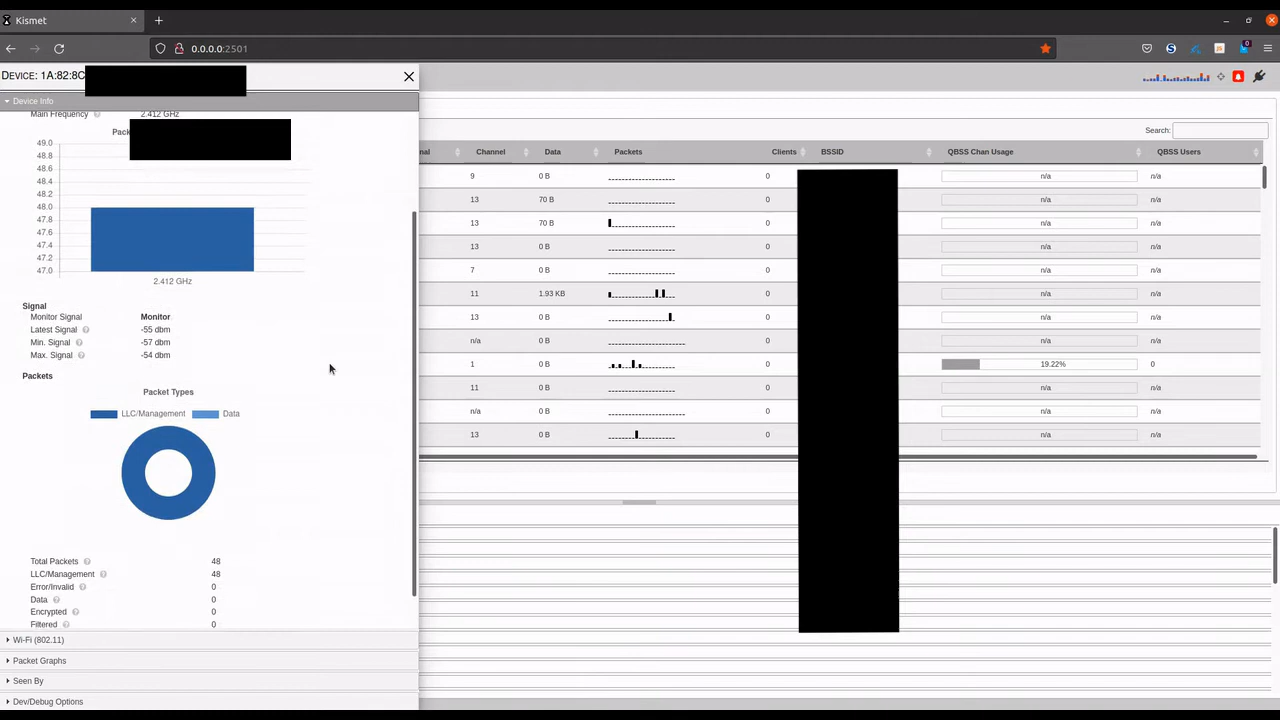 Kismet
0.0.0.0:2501
0
DEVICE: 1A:82:8C
Device Info
Main Frequency 2.412 GHz
49.0
48.8
48.6
48.4
48.2
48.0
47.8
47.6
47.4
47.2
47.0
2.412 GHz
Signal
Monitor Signal Monitor
Latest Signal -55 dbm
Min. Signal -57 dbm
Max. Signal -54 dbm
Packets
Packet Types
LLC/Management Data
Total Packets 48
LLC/Management 48
Error/Invalid 0
Data 0
Encrypted 0
Filtered 0
Wi-Fi (802.11)
Packet Graphs
Seen By
Dev/Debug Options
Search:
nal Channel Data Packets Clients BSSID QBSS Chan Usage QBSS Users
9 0 B 0 n/a n/a
13 70 B 0 n/a n/a
13 70 B 0 n/a n/a
13 0 B 0 n/a n/a
7 0 B 0 n/a n/a
11 1.93 KB 0 n/a n/a
13 0 B 0 n/a n/a
n/a 0 B 0 n/a n/a
1 0 B 0 19.22% 0
11 0 B 0 n/a n/a
n/a 0 B 0 n/a n/a
13 0 B 0 n/a n/a